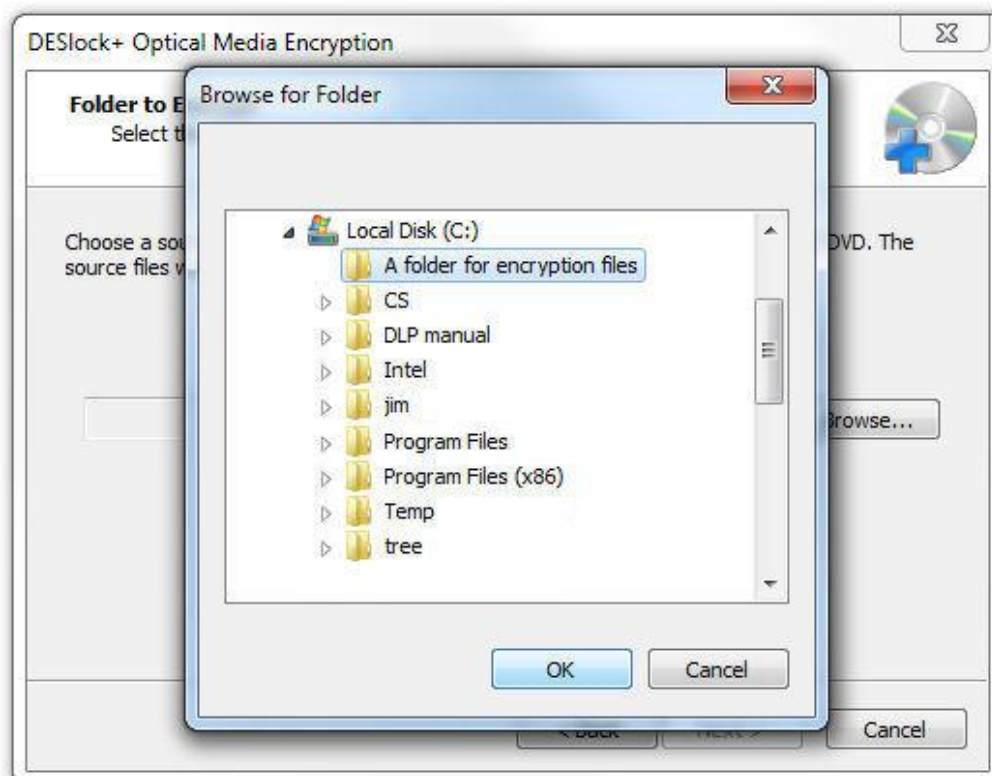 DESlock+ Optical Media Encryption
Browse for Folder
Folder to E
Select th
Local Disk (C:)
Choose a sou
DVD. The
A folder for encryption files
source files w
CS
DLP manual
Intel
jim
Browse...
Program Files
Program Files (x86)
Temp
tree
OK
Cancel
Cancel